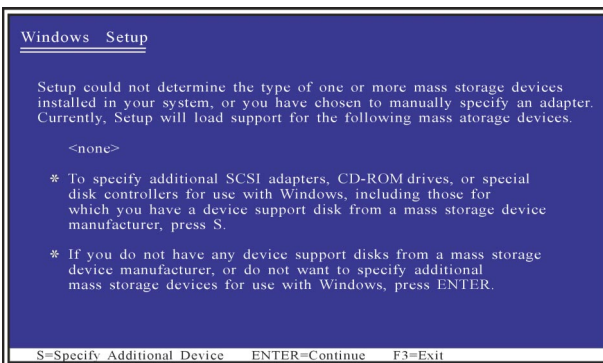 Windows Setup
Setup could not determine the type of one or more mass storage devices
installed in your system, or you have chosen to manually specify an adapter.
Currently, Setup will load support for the following mass atorage devices.
<none>
* To specify additional SCSI adapters, CD-ROM drives, or special
disk controllers for use with Windows, including those for
which you have a device support disk from a mass storage device
manufacturer, press S.
* If you do not have any device support disks from a mass storage
device manufacturer, or do not want to specify additional
mass storage devices for use with Windows, press ENTER.
S=Specify Additional Device ENTER=Continue F3=Exit